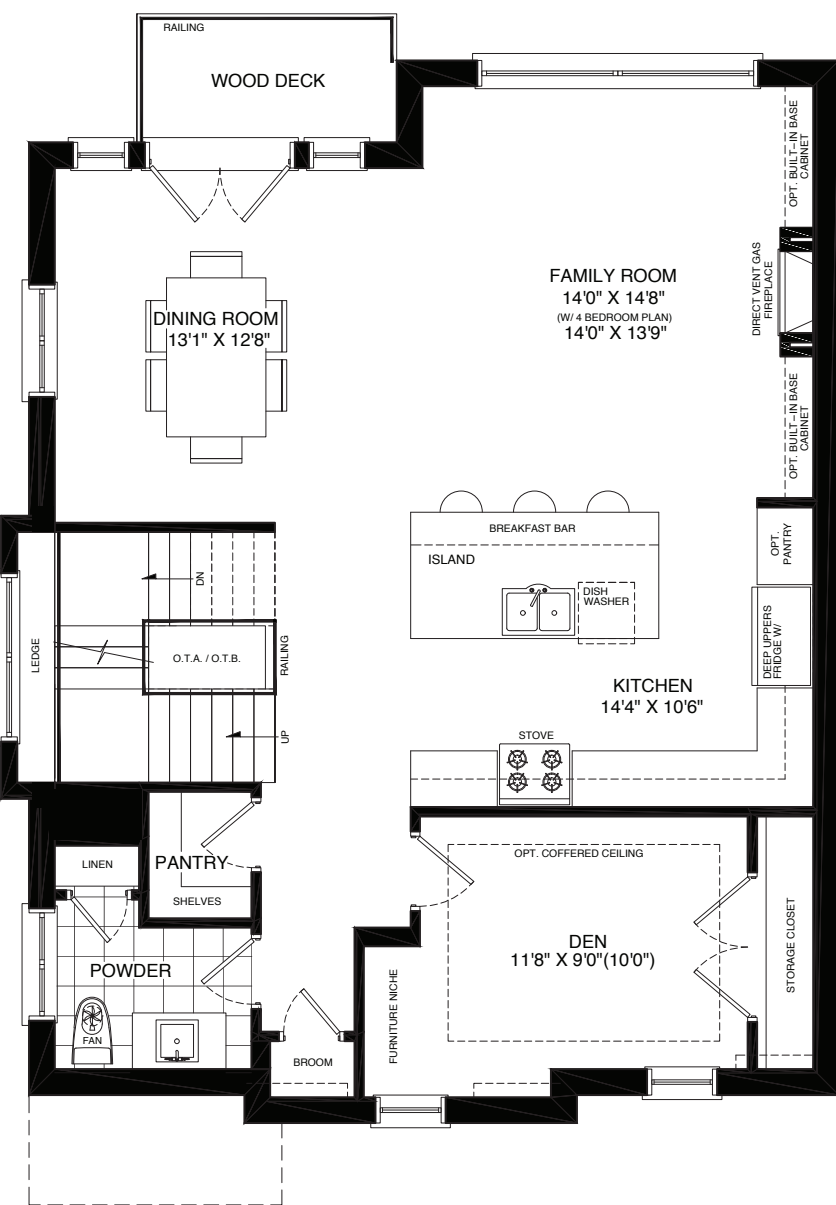 RAILING
WOOD DECK
OPT. BUILT-IN BASE
CABINET
DIRECT VENT GAS
FIREPLACE
FAMILY ROOM
14'0" X 14'8"
(W/ 4 BEDROOM PLAN)
14'0" X 13'9"
DINING ROOM
13'1" X 12'8"
OPT. BUILT-IN BASE
CABINET
BREAKFAST BAR
ISLAND
DISH
WASHER
OPT.
PANTRY
DEEP UPPERS
FRIDGE W/
DN
LEDGE
O.T.A. / O.T.B.
RAILING
UP
KITCHEN
14'4" X 10'6"
STOVE
LINEN
PANTRY
SHELVES
OPT. COFFERED CEILING
DEN
11'8" X 9'0"(10'0")
STORAGE CLOSET
POWDER
FAN
FURNITURE NICHE
BROOM